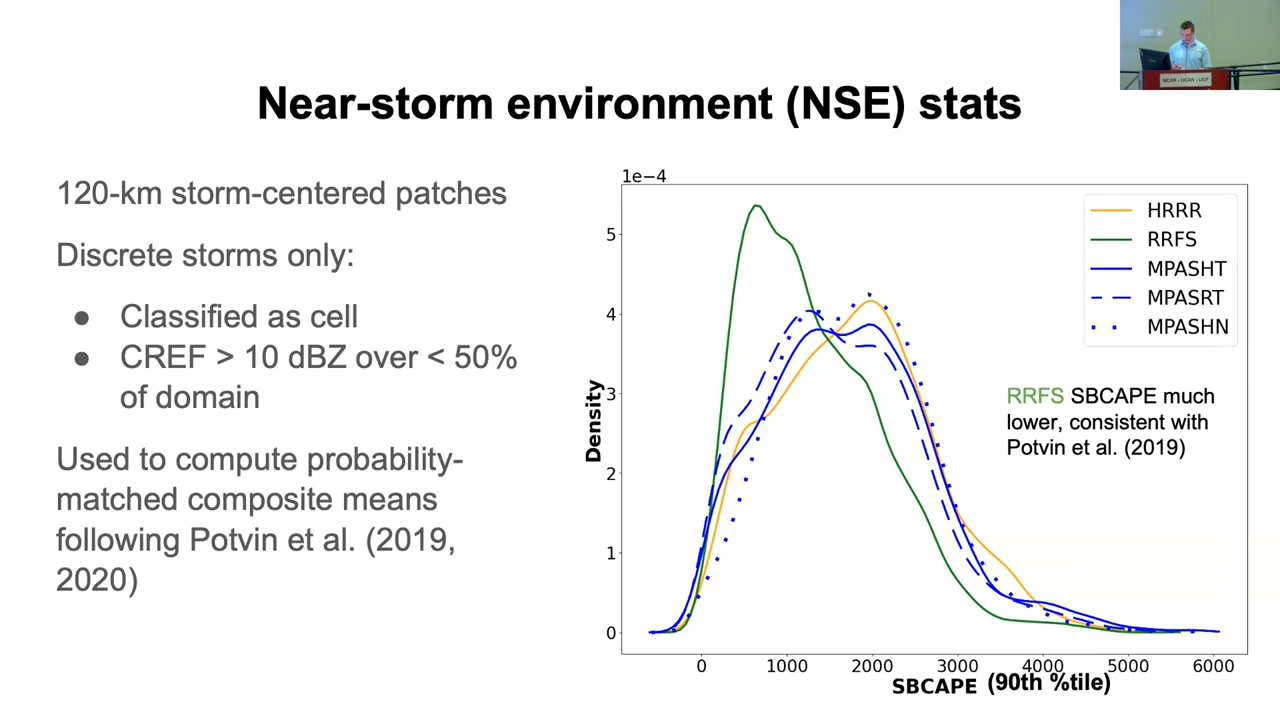 NCAR • UCAR • UCP
Near-storm environment (NSE) stats
120-km storm-centered patches
Discrete storms only:
● Classified as cell
● CREF > 10 dBZ over < 50%
of domain
Used to compute probability-
matched composite means
following Potvin et al. (2019,
2020)
1e−4
HRRR
RRFS
MPASHT
MPASRT
MPASHN
RRFS SBCAPE much
lower, consistent with
Potvin et al. (2019)
Density
5
4
3
2
1
0
0 1000 2000 3000 4000 5000 6000
SBCAPE (90th %tile)